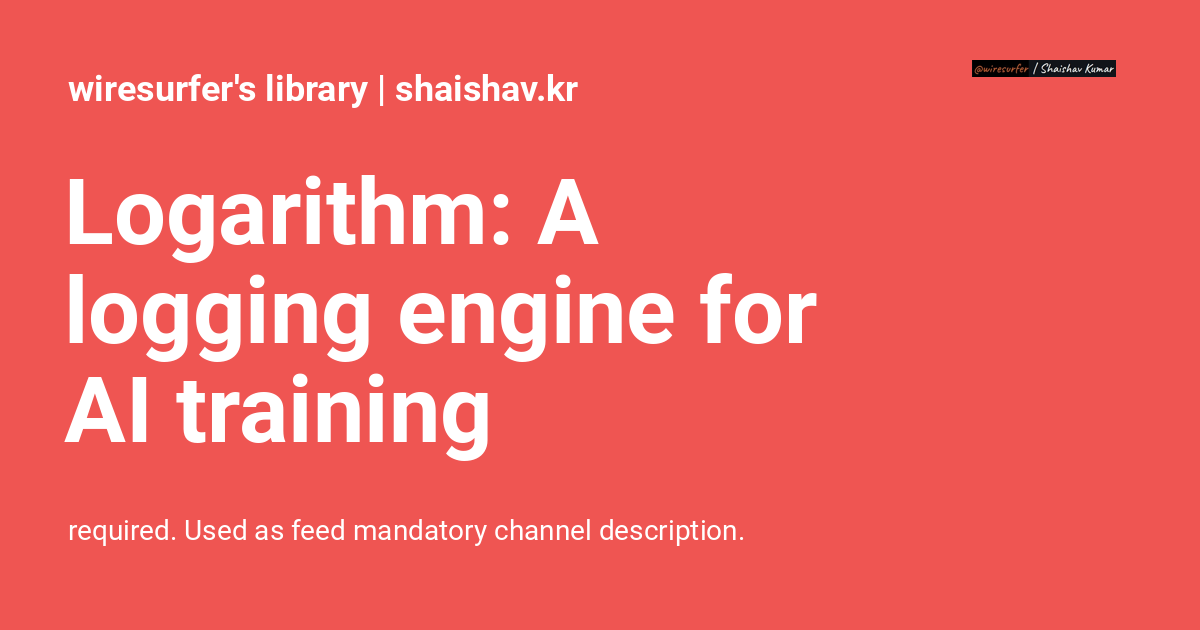 wiresurfer's library | shaishav.kr
@wiresurfer | Shaishav Kumar
Logarithm: A
logging engine for
AI training
required. Used as feed mandatory channel description.